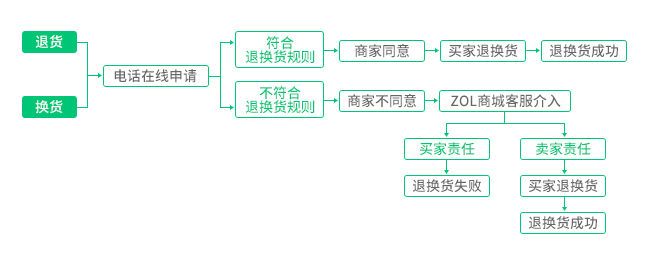 退货
换货
电话在线申请
符合
退换货规则
商家同意
买家退换货
退换货成功
不符合
退换货规则
商家不同意
ZOL商城客服介入
买家责任
退换货失败
卖家责任
买家退换货
退换货成功